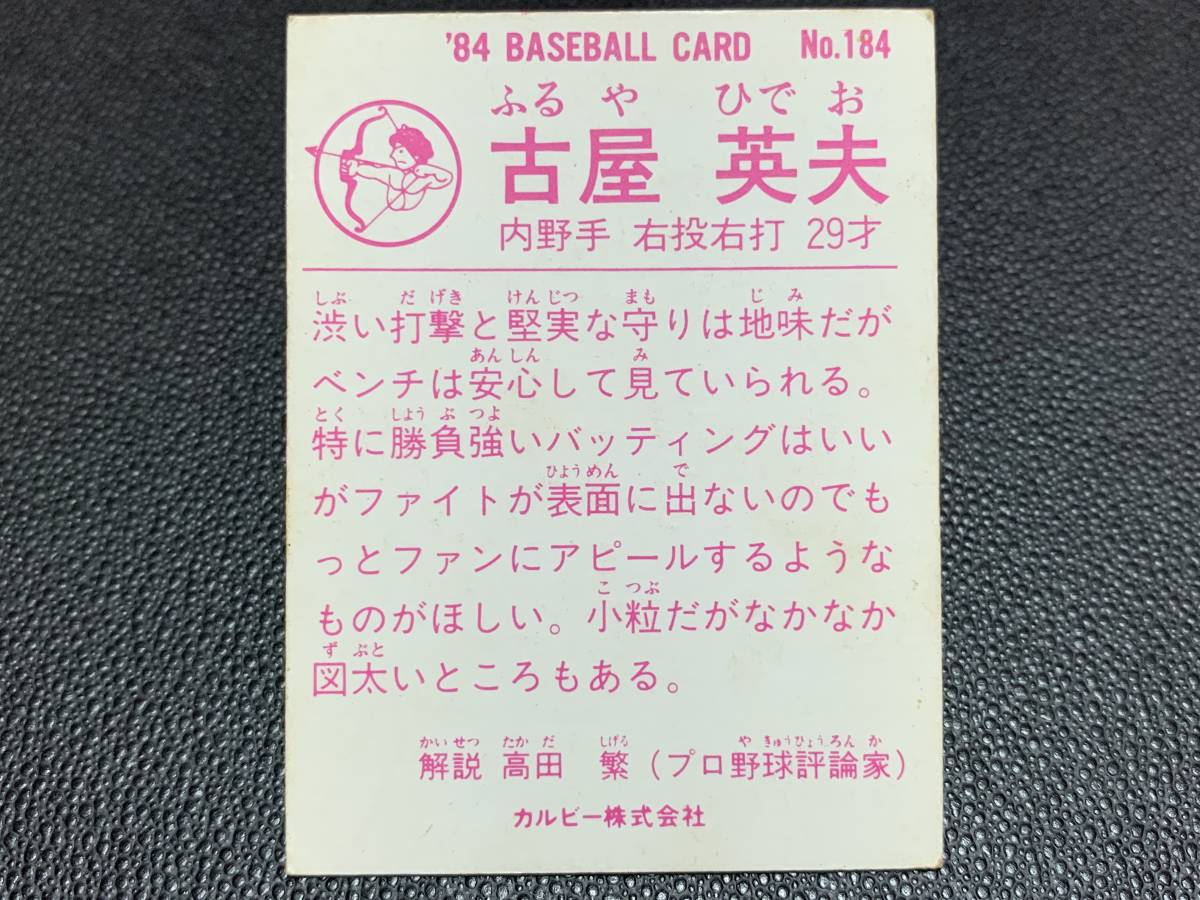 '84 BASEBALL CARD No.184
ふる や ひで お
古屋 英夫
内野手 右投右打 29才
しぶ だ げき けんじつ まも じ み
渋い打撃と堅実な守りは地味だが
あんしん み
ベンチは安心して見ていられる。
とく しょう ぶ つよ
特に勝負強いバッティングはいい
ひょうめん で
がファイトが表面に出ないのでも
っとファンにアピールするような
こ つぶ
ものがほしい。小粒だがなかなか
ず ぶと
図太いところもある。
かい せつ たか だ しげる や きゅうひょうろん か
解説 高田 繁 (プロ野球評論家)
カルビー株式会社